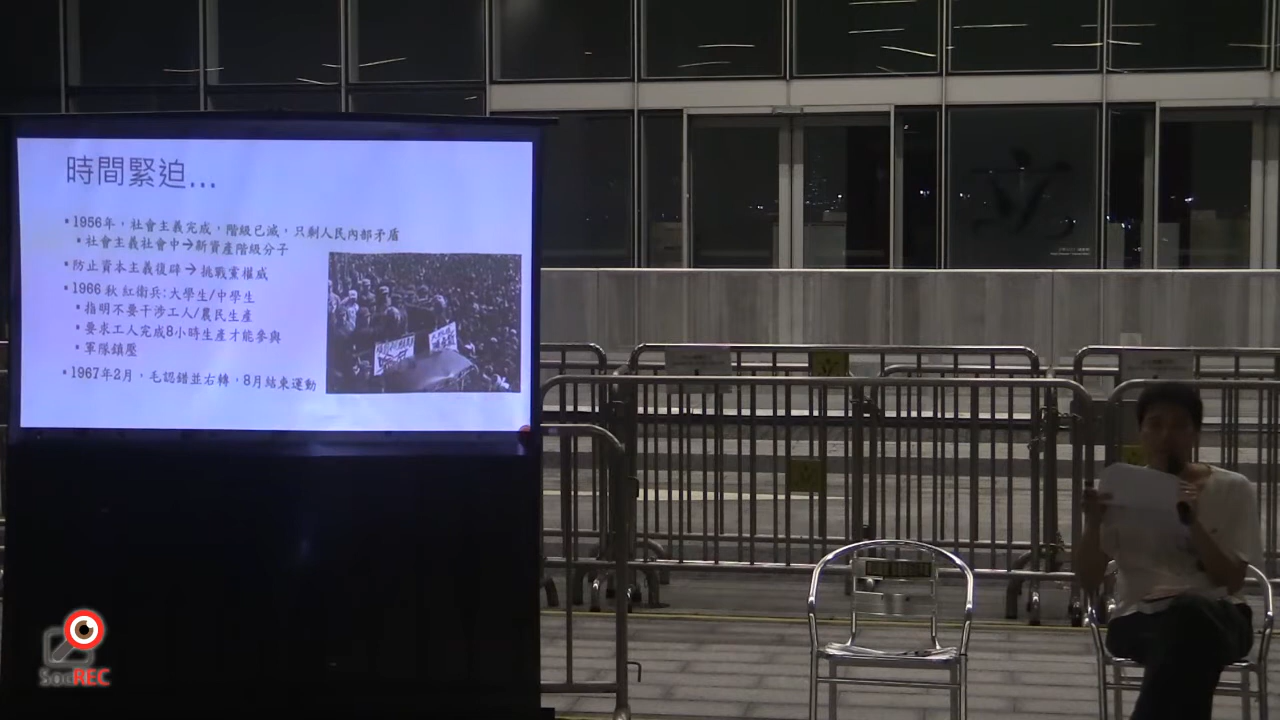 時間緊迫...
▪1956年，社會主義完成，階級已滅，只剩人民內部矛盾
▪社會主義社會中→新資產階級分子
▪防止資本主義復辟→挑戰黨權威
▪1966 秋 紅衛兵:大學生/中學生
▪指明不要干涉工人/農民生產
▪要求工人完成8小時生產才能參與
▪軍隊鎮壓
▪1967年2月，毛認錯並右轉，8月結束運動
立
SocREC